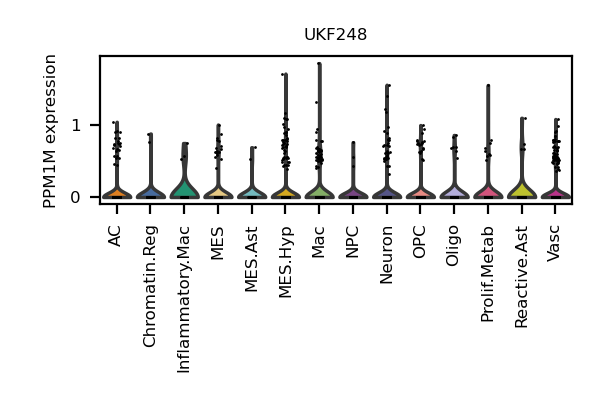 UKF248
PPM1M expression
1
0
AC
Chromatin.Reg
Inflammatory.Mac
MES
MES.Ast
MES.Hyp
Mac
NPC
Neuron
OPC
Oligo
Prolif.Metab
Reactive.Ast
Vasc